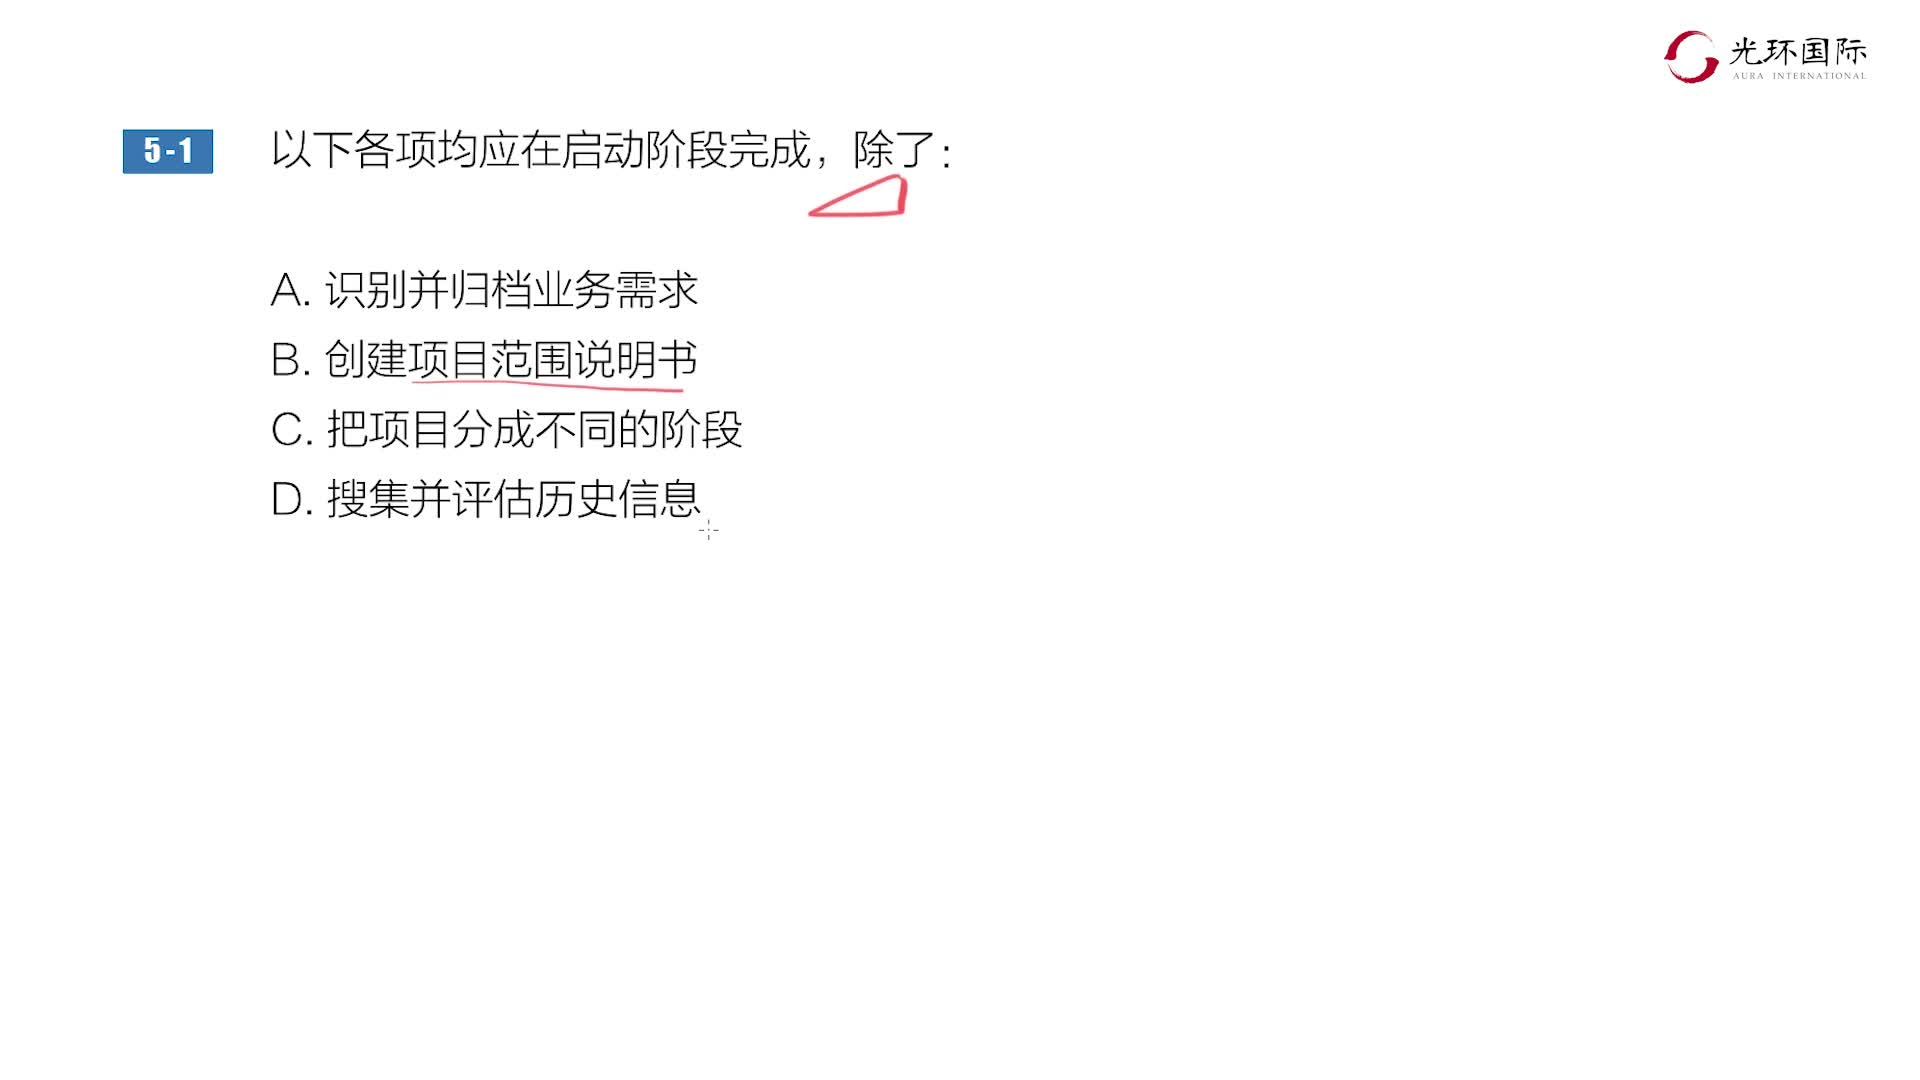 光环国际
AURA INTERNATIONAL
5-1 以下各项均应在启动阶段完成，除了：
A. 识别并归档业务需求
B. 创建项目范围说明书
C. 把项目分成不同的阶段
D. 搜集并评估历史信息